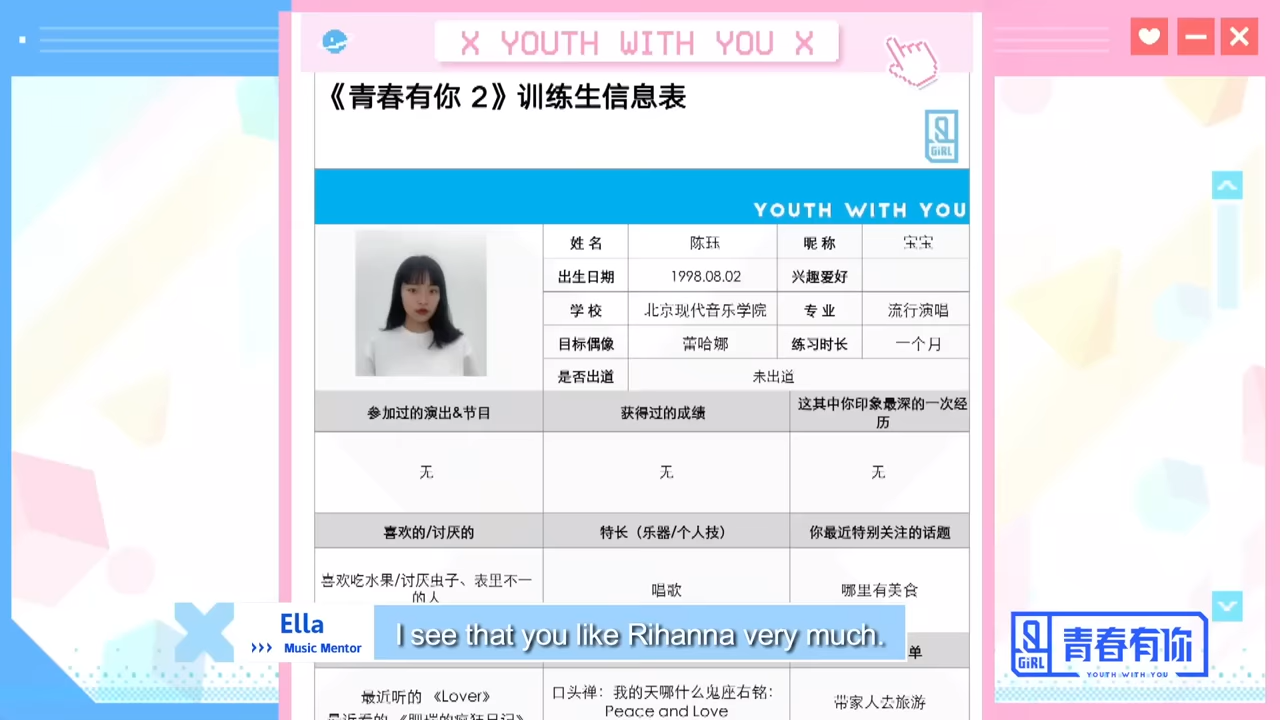 X YOUTH WITH YOU X
《青春有你 2》训练生信息表
GiRL
YOUTH WITH YOU
姓 名 陈珏 昵 称 宝宝
出生日期 1998.08.02 兴趣爱好
学 校 北京现代音乐学院 专 业 流行演唱
目标偶像 蕾哈娜 练习时长 一个月
是否出道 未出道
参加过的演出&节目 获得过的成绩 这其中你印象最深的一次经
历
无 无 无
喜欢的/讨厌的 特长（乐器/个人技） 你最近特别关注的话题
喜欢吃水果/讨厌虫子、表里不一
的人
唱歌 哪里有美食
Ella
Music Mentor
I see that you like Rihanna very much.
单
最近听的 《Lover》
口头禅：我的天哪什么鬼座右铭：
Peace and Love
带家人去旅游
GiRL
青春有你
YOUTH WITH YOU